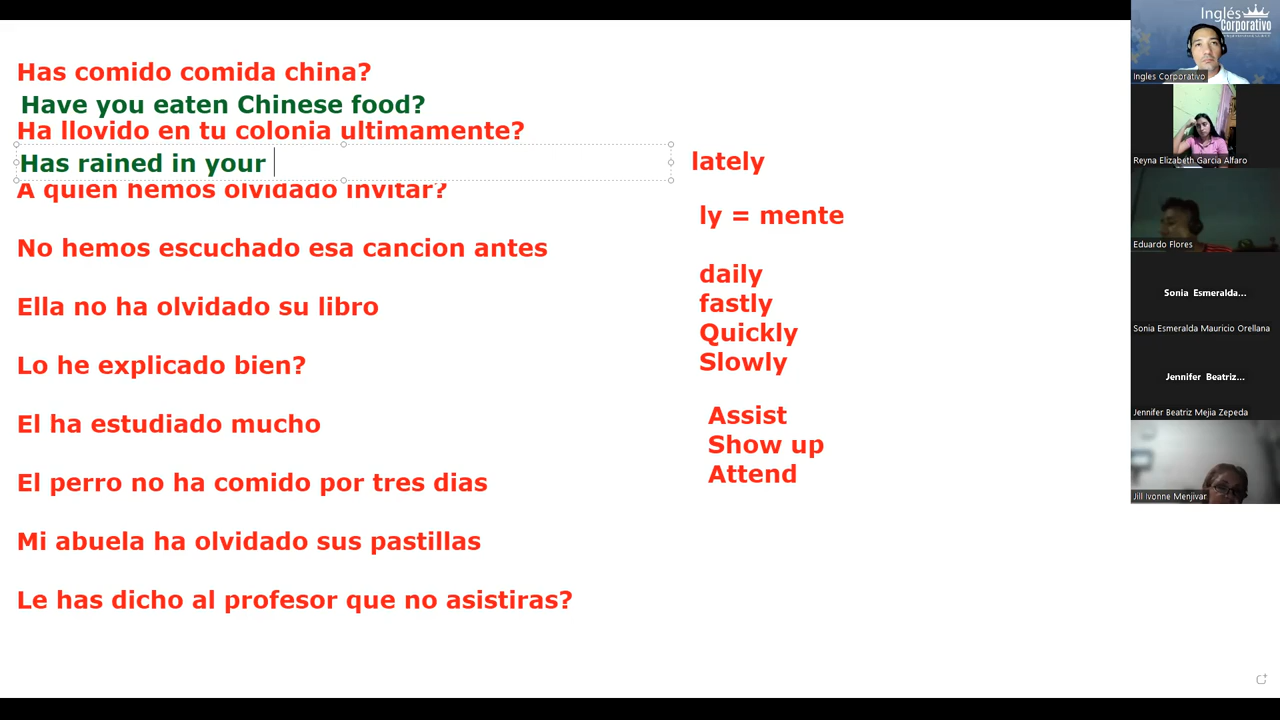 Has comido comida china?
Have you eaten Chinese food?
Ha llovido en tu colonia ultimamente?
Has rained in your
A quien hemos olvidado invitar?
No hemos escuchado esa cancion antes
Ella no ha olvidado su libro
Lo he explicado bien?
El ha estudiado mucho
El perro no ha comido por tres dias
Mi abuela ha olvidado sus pastillas
Le has dicho al profesor que no asistiras?
lately
ly = mente
daily
fastly
Quickly
Slowly
Assist
Show up
Attend
Inglés
Corporativo
Ingles Corporativo
Reyna Elizabeth Garcia Alfaro
Eduardo Flores
Sonia Esmeralda...
Sonia Esmeralda Mauricio Orellana
Jennifer Beatriz...
Jennifer Beatriz Mejia Zepeda
Jill Ivonne Menjivar